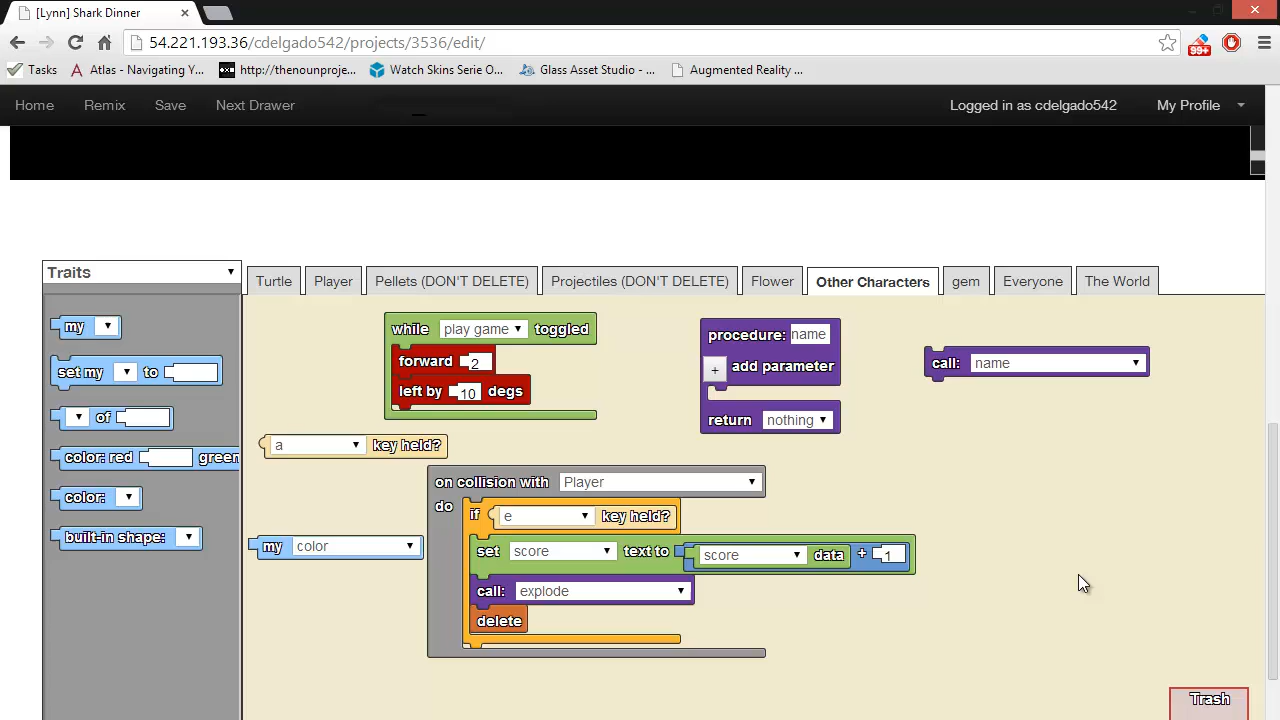 [Lynn] Shark Dinner
54.221.193.36/cdelgado542/projects/3536/edit/
99+
Tasks
Atlas - Navigating Y...
http://thenounproje...
Watch Skins Serie O...
Glass Asset Studio - ...
Augmented Reality ...
Home Remix Save Next Drawer Logged in as cdelgado542 My Profile
Traits
Turtle Player Pellets (DON'T DELETE) Projectiles (DON'T DELETE) Flower Other Characters gem Everyone The World
my
set my to
of
color: red green
color:
built-in shape:
while play game toggled
forward 2
left by 10 degs
procedure: name
+ add parameter
return nothing
call: name
a key held?
my color
on collision with Player
do if e key held?
set score text to score data + 1
call: explode
delete
Trash